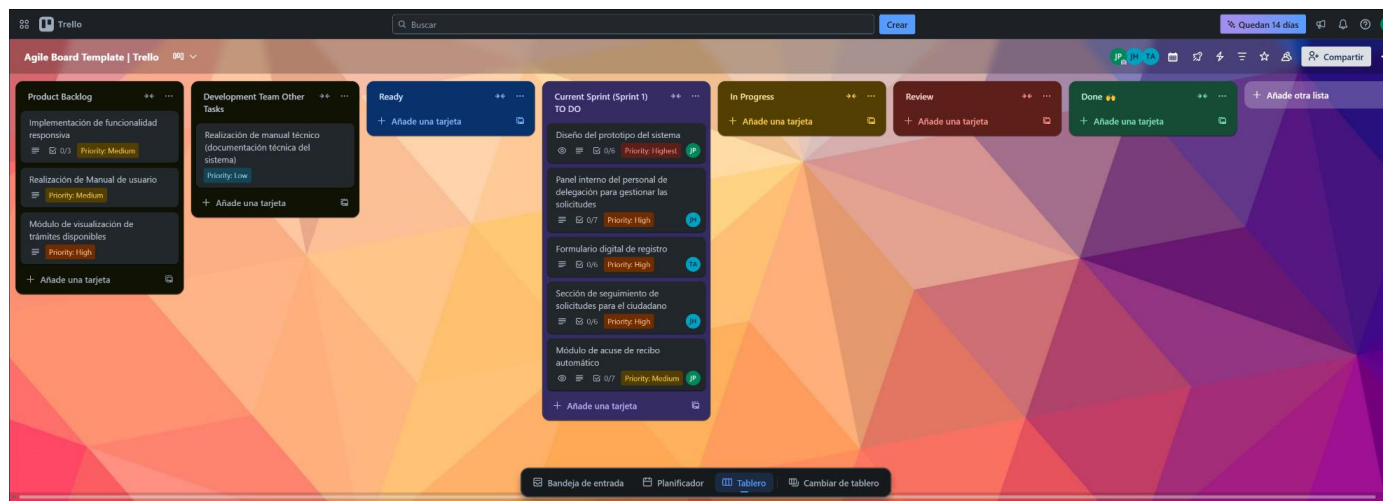 Trello
Buscar
Crear
Quedan 14 días
Agile Board Template | Trello
JP JH TA
Compartir
Product Backlog
Implementación de funcionalidad
responsiva
0/3 Priority: Medium
Realización de Manual de usuario
Priority: Medium
Módulo de visualización de
trámites disponibles
Priority: High
+ Añade una tarjeta
Development Team Other
Tasks
Realización de manual técnico
(documentación técnica del
sistema)
Priority: Low
+ Añade una tarjeta
Ready
+ Añade una tarjeta
Current Sprint (Sprint 1)
TO DO
Diseño del prototipo del sistema
0/6 Priority: Highest JP
Panel interno del personal de
delegación para gestionar las
solicitudes
0/7 Priority: High JH
Formulario digital de registro
0/6 Priority: High TA
Sección de seguimiento de
solicitudes para el ciudadano
0/6 Priority: High JH
Módulo de acuse de recibo
automático
0/7 Priority: Medium JP
+ Añade una tarjeta
In Progress
+ Añade una tarjeta
Review
+ Añade una tarjeta
Done 🙌
+ Añade una tarjeta
+ Añade otra lista
Bandeja de entrada
Planificador
Tablero
Cambiar de tablero